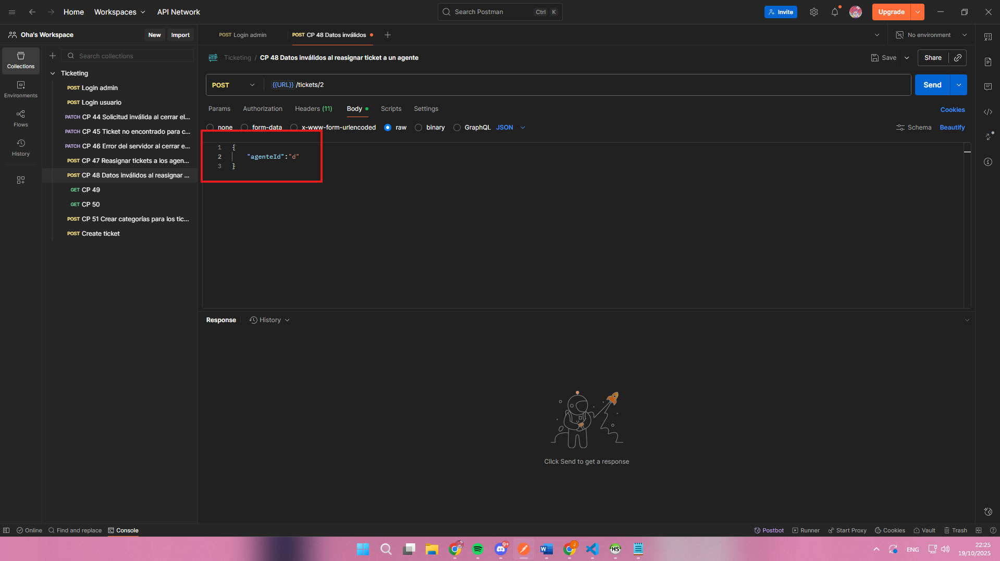 Home
Workspaces
API Network
Search Postman
Ctrl K
Invite
Upgrade
Oha's Workspace
New
Import
POST Login admin
POST CP 48 Datos inválidos
No environment
Collections
Environments
Flows
History
Search collections
Ticketing
POST Login admin
POST Login usuario
PATCH CP 44 Solicitud inválida al cerrar el...
PATCH CP 45 Ticket no encontrado para c...
PATCH CP 46 Error del servidor al cerrar e...
POST CP 47 Reasignar tickets a los agen...
POST CP 48 Datos inválidos al reasignar ...
GET CP 49
GET CP 50
POST CP 51 Crear categorías para los tic...
POST Create ticket
HTTP Ticketing / CP 48 Datos inválidos al reasignar ticket a un agente
Save
Share
POST
{{URL}} /tickets/2
Send
Params
Authorization
Headers (11)
Body
Scripts
Settings
Cookies
none
form-data
x-www-form-urlencoded
raw
binary
GraphQL
JSON
Schema
Beautify
1 {
2 "agenteId":"d"
3 }
Response
History
Click Send to get a response
Online
Find and replace
Console
Postbot
Runner
Start Proxy
Cookies
Vault
Trash
9+
W
J
HS
ENG
22:25
19/10/2025